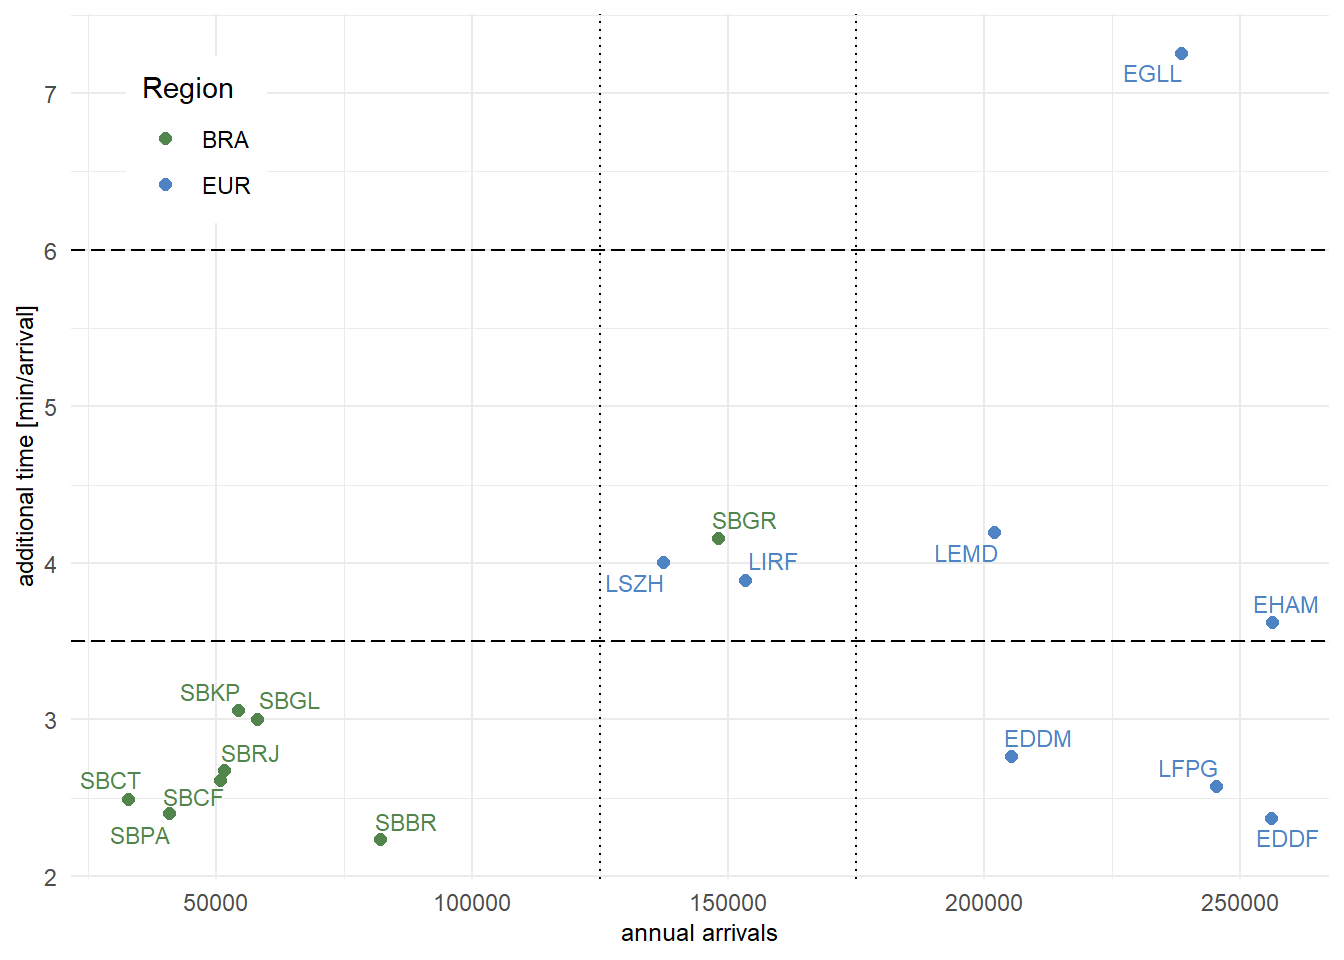 EGLL
7
Region
BRA
EUR
6
additional time [min/arrival]
5
SBGR
LIRF
LEMD
4
LSZH
EHAM
SBKP
SBGL
3
EDDM
SBRJ
LFPG
SBCT
SBCF
SBBR
SBPA
EDDF
2
50000 100000 150000 200000 250000
annual arrivals